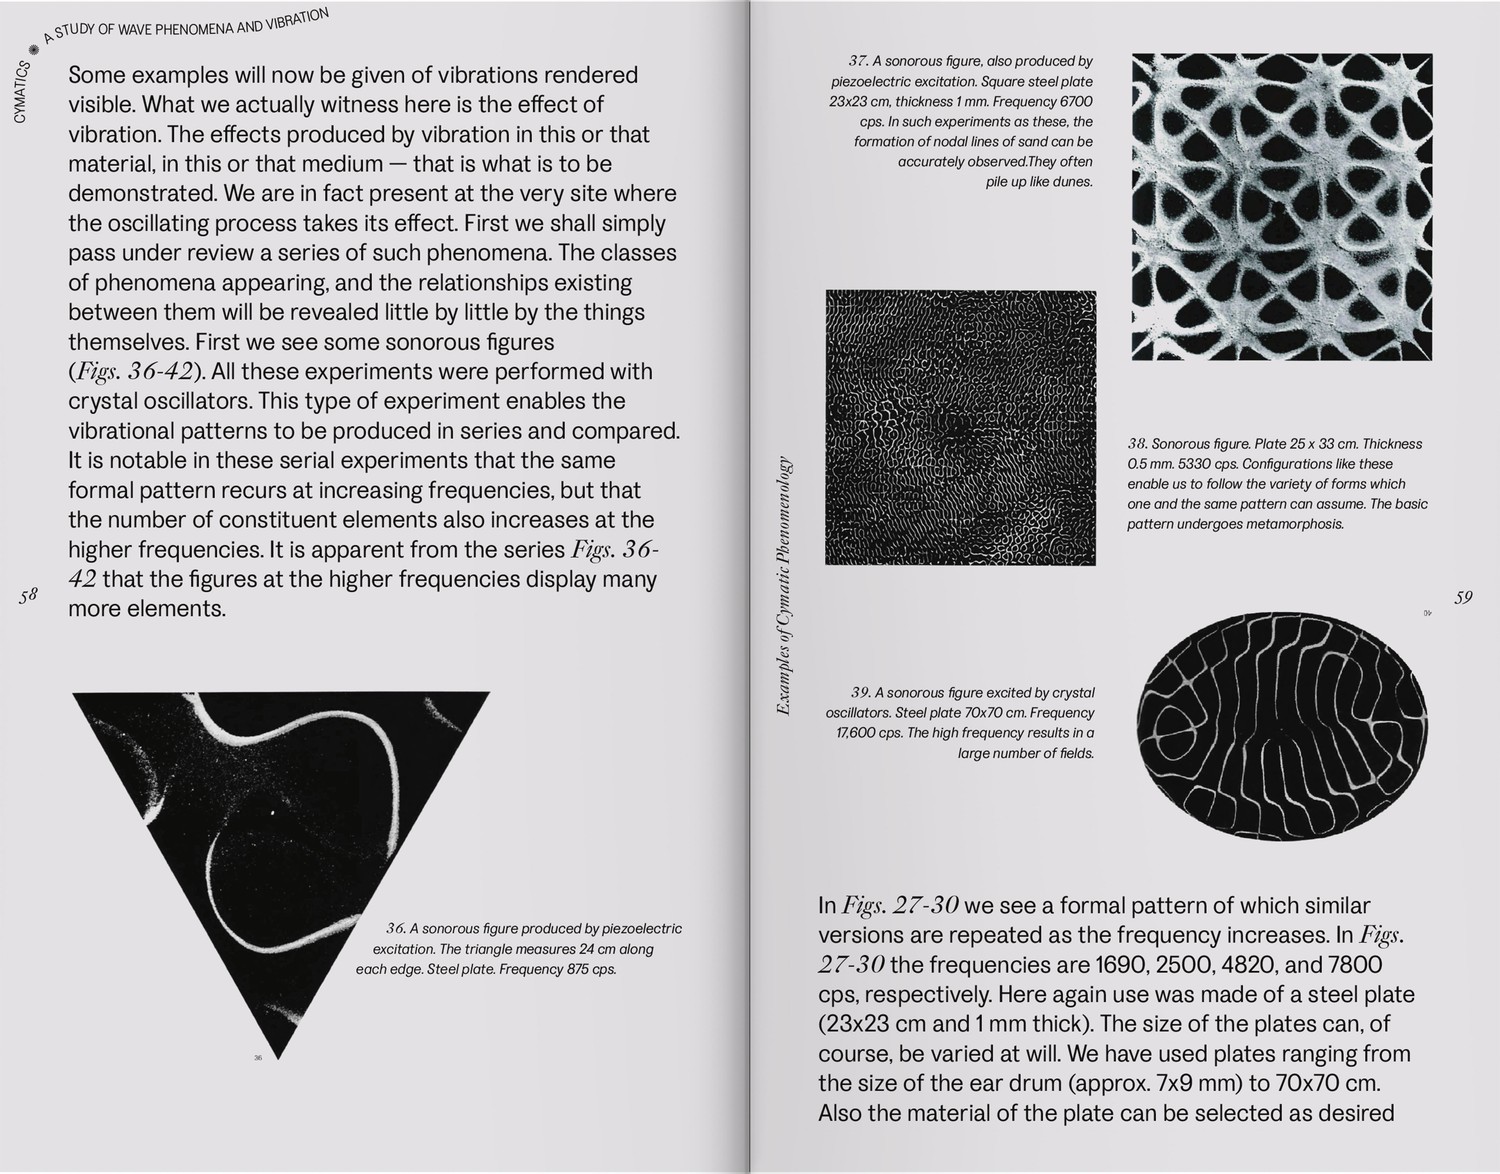 CYMATICS
A STUDY OF WAVE PHENOMENA AND VIBRATION
Some examples will now be given of vibrations rendered
visible. What we actually witness here is the effect of
vibration. The effects produced by vibration in this or that
material, in this or that medium — that is what is to be
demonstrated. We are in fact present at the very site where
the oscillating process takes its effect. First we shall simply
pass under review a series of such phenomena. The classes
of phenomena appearing, and the relationships existing
between them will be revealed little by little by the things
themselves. First we see some sonorous figures
(Figs. 36-42). All these experiments were performed with
crystal oscillators. This type of experiment enables the
vibrational patterns to be produced in series and compared.
It is notable in these serial experiments that the same
formal pattern recurs at increasing frequencies, but that
the number of constituent elements also increases at the
higher frequencies. It is apparent from the series Figs. 36-
42 that the figures at the higher frequencies display many
more elements.
58
36. A sonorous figure produced by piezoelectric
excitation. The triangle measures 24 cm along
each edge. Steel plate. Frequency 875 cps.
36
37. A sonorous figure, also produced by
piezoelectric excitation. Square steel plate
23x23 cm, thickness 1 mm. Frequency 6700
cps. In such experiments as these, the
formation of nodal lines of sand can be
accurately observed.They often
pile up like dunes.
38. Sonorous figure. Plate 25 x 33 cm. Thickness
0.5 mm. 5330 cps. Configurations like these
enable us to follow the variety of forms which
one and the same pattern can assume. The basic
pattern undergoes metamorphosis.
Examples of Cymatic Phenomenology
59
39. A sonorous figure excited by crystal
oscillators. Steel plate 70x70 cm. Frequency
17,600 cps. The high frequency results in a
large number of fields.
In Figs. 27-30 we see a formal pattern of which similar
versions are repeated as the frequency increases. In Figs.
27-30 the frequencies are 1690, 2500, 4820, and 7800
cps, respectively. Here again use was made of a steel plate
(23x23 cm and 1 mm thick). The size of the plates can, of
course, be varied at will. We have used plates ranging from
the size of the ear drum (approx. 7x9 mm) to 70x70 cm.
Also the material of the plate can be selected as desired